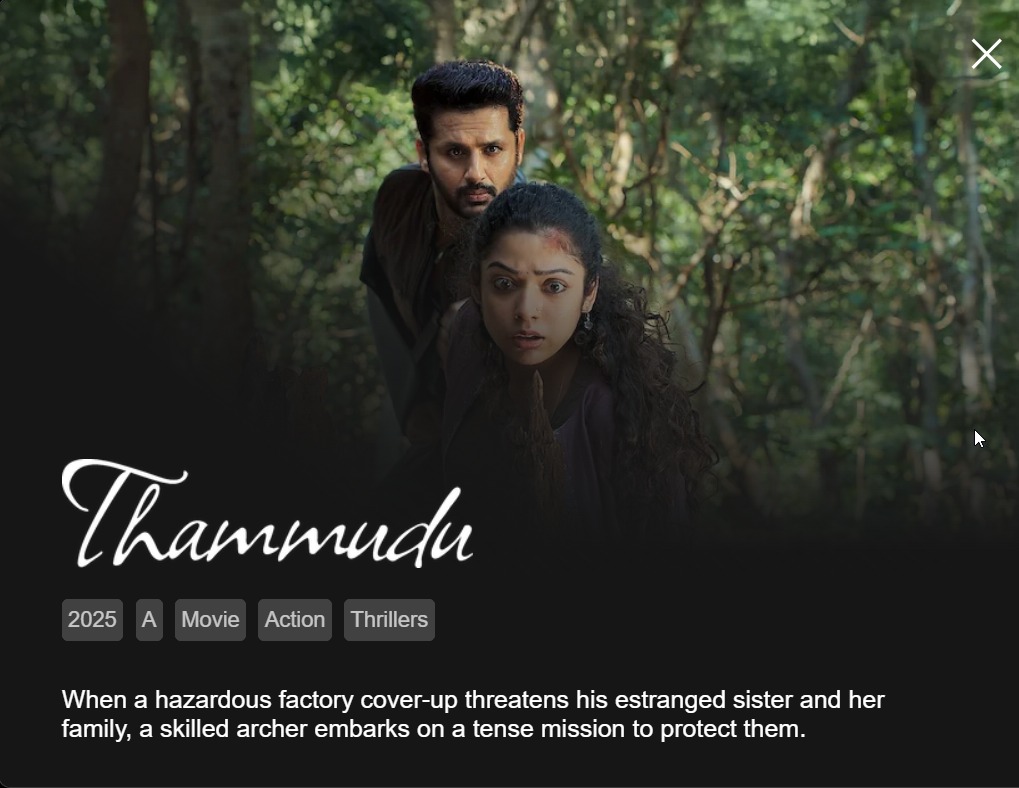 Thammudu
2025 A Movie Action Thrillers
When a hazardous factory cover-up threatens his estranged sister and her
family, a skilled archer embarks on a tense mission to protect them.